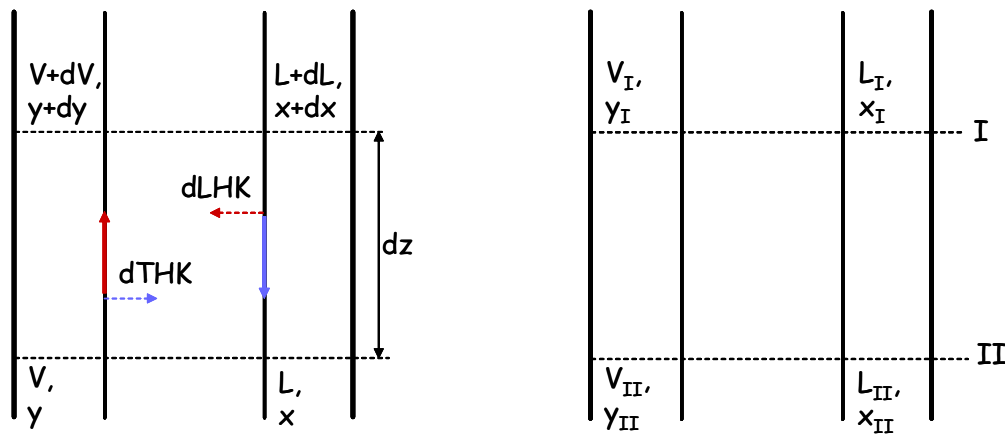 V+dV,
y+dy
L+dL,
x+dx
dLHK
dTHK
dz
V,
y
L,
x
V_I,
y_I
L_I,
x_I
I
II
V_II,
y_II
L_II,
x_II